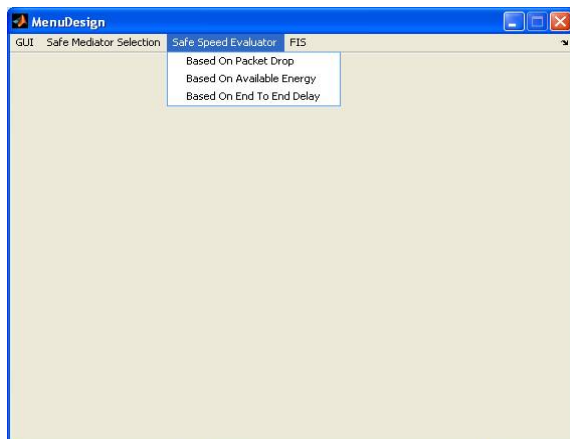 MenuDesign
GUI Safe Mediator Selection Safe Speed Evaluator FIS
Based On Packet Drop
Based On Available Energy
Based On End To End Delay